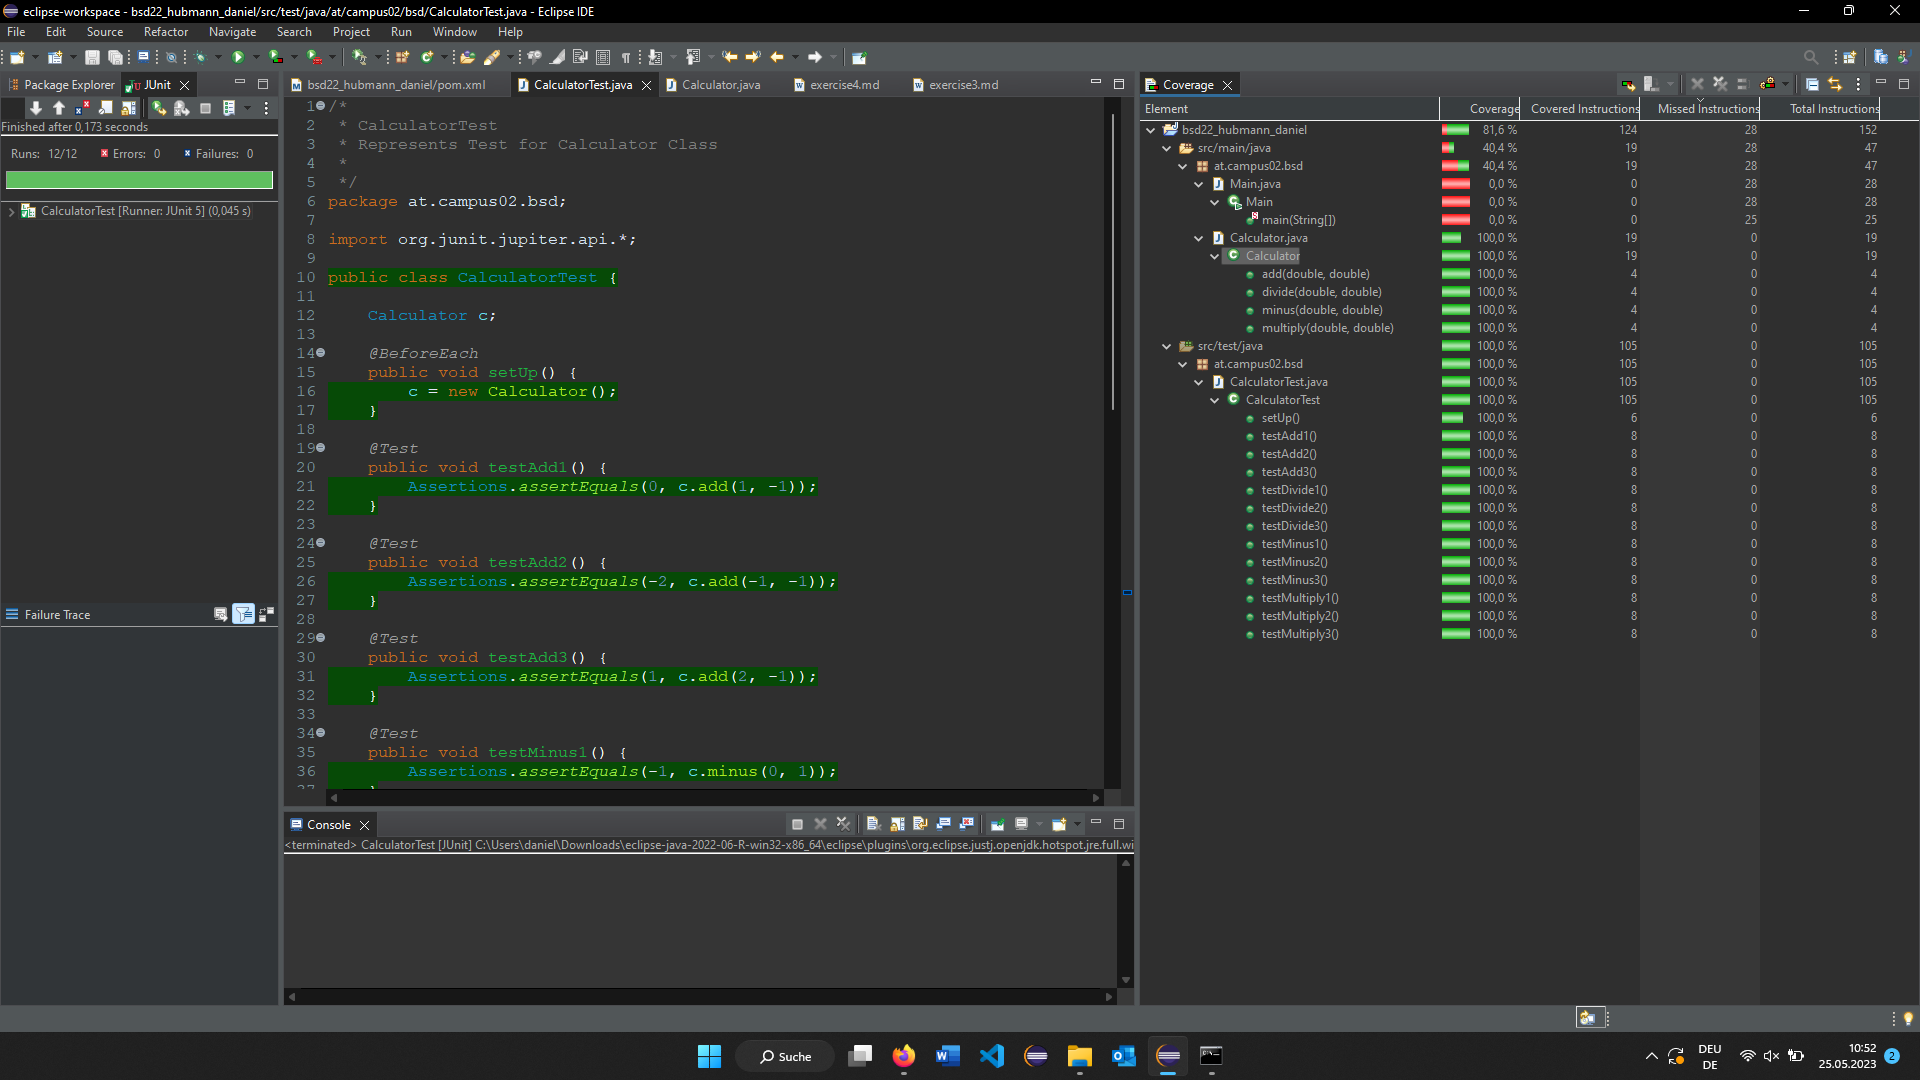 eclipse-workspace - bsd22_hubmann_daniel/src/test/java/at/campus02/bsd/CalculatorTest.java - Eclipse IDE
File Edit Source Refactor Navigate Search Project Run Window Help
Package Explorer
JUnit
Finished after 0,173 seconds
Runs: 12/12
Errors: 0
Failures: 0
CalculatorTest [Runner: JUnit 5] (0,045 s)
Failure Trace
bsd22_hubmann_daniel/pom.xml
CalculatorTest.java
Calculator.java
exercise4.md
exercise3.md
1 /*
2 * CalculatorTest
3 * Represents Test for Calculator Class
4 *
5 */
6 package at.campus02.bsd;
7
8 import org.junit.jupiter.api.*;
9
10 public class CalculatorTest {
11
12 Calculator c;
13
14 @BeforeEach
15 public void setUp() {
16 c = new Calculator();
17 }
18
19 @Test
20 public void testAdd1() {
21 Assertions.assertEquals(0, c.add(1, -1));
22 }
23
24 @Test
25 public void testAdd2() {
26 Assertions.assertEquals(-2, c.add(-1, -1));
27 }
28
29 @Test
30 public void testAdd3() {
31 Assertions.assertEquals(1, c.add(2, -1));
32 }
33
34 @Test
35 public void testMinus1() {
36 Assertions.assertEquals(-1, c.minus(0, 1));
37 }
Console
<terminated> CalculatorTest [JUnit] C:\Users\daniel\Downloads\eclipse-java-2022-06-R-win32-x86_64\eclipse\plugins\org.eclipse.justj.openjdk.hotspot.jre.full.wi
Coverage
Element Coverage Covered Instructions Missed Instructions Total Instructions
bsd22_hubmann_daniel 81,6 % 124 28 152
src/main/java 40,4 % 19 28 47
at.campus02.bsd 40,4 % 19 28 47
Main.java 0,0 % 0 28 28
Main 0,0 % 0 28 28
main(String[]) 0,0 % 0 25 25
Calculator.java 100,0 % 19 0 19
Calculator 100,0 % 19 0 19
add(double, double) 100,0 % 4 0 4
divide(double, double) 100,0 % 4 0 4
minus(double, double) 100,0 % 4 0 4
multiply(double, double) 100,0 % 4 0 4
src/test/java 100,0 % 105 0 105
at.campus02.bsd 100,0 % 105 0 105
CalculatorTest.java 100,0 % 105 0 105
CalculatorTest 100,0 % 105 0 105
setUp() 100,0 % 6 0 6
testAdd1() 100,0 % 8 0 8
testAdd2() 100,0 % 8 0 8
testAdd3() 100,0 % 8 0 8
testDivide1() 100,0 % 8 0 8
testDivide2() 100,0 % 8 0 8
testDivide3() 100,0 % 8 0 8
testMinus1() 100,0 % 8 0 8
testMinus2() 100,0 % 8 0 8
testMinus3() 100,0 % 8 0 8
testMultiply1() 100,0 % 8 0 8
testMultiply2() 100,0 % 8 0 8
testMultiply3() 100,0 % 8 0 8
Suche
DEU
DE
10:52
25.05.2023
2